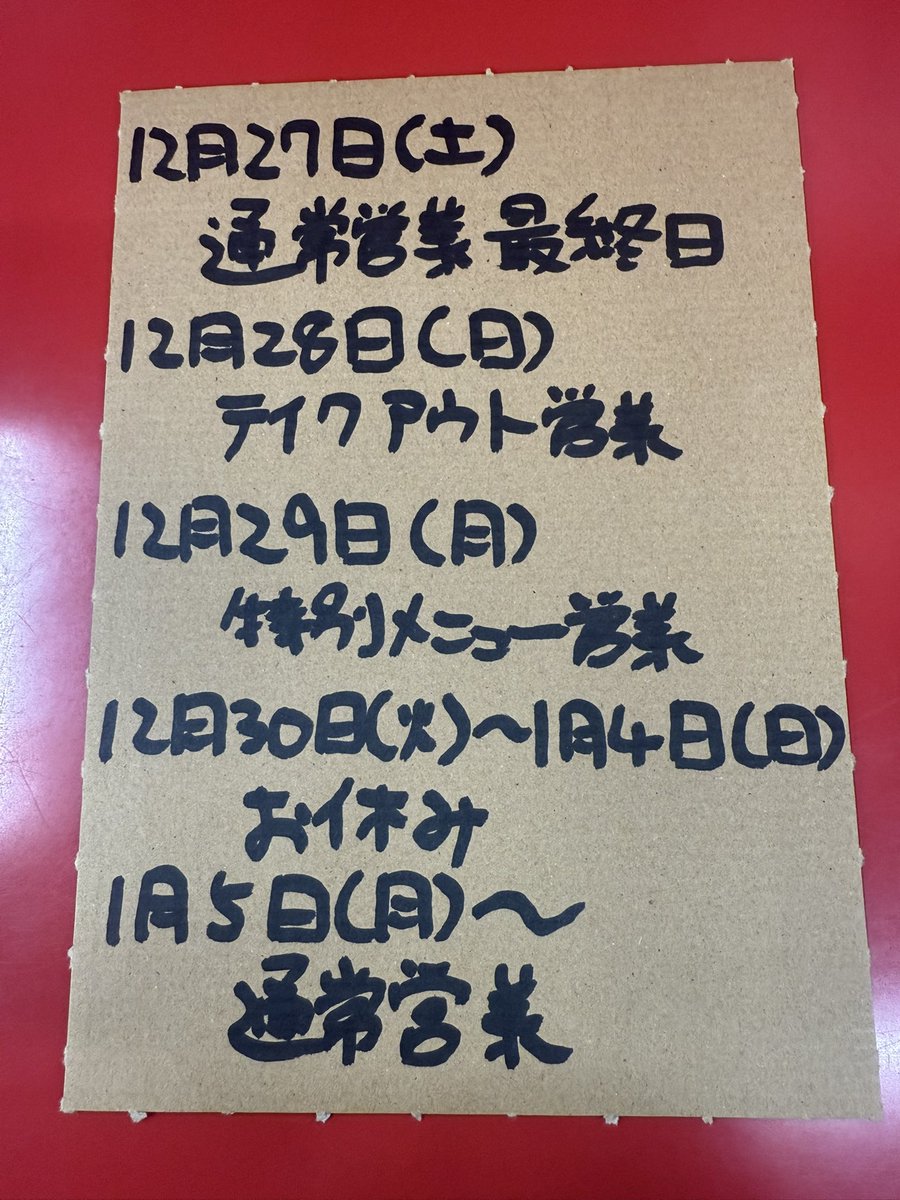 12月27日(土)
通常営業最終日
12月28日(日)
テイクアウト営業
12月29日(月)
特別メニュー営業
12月30日(火)〜1月4日(日)
お休み
1月5日(月)〜
通常営業